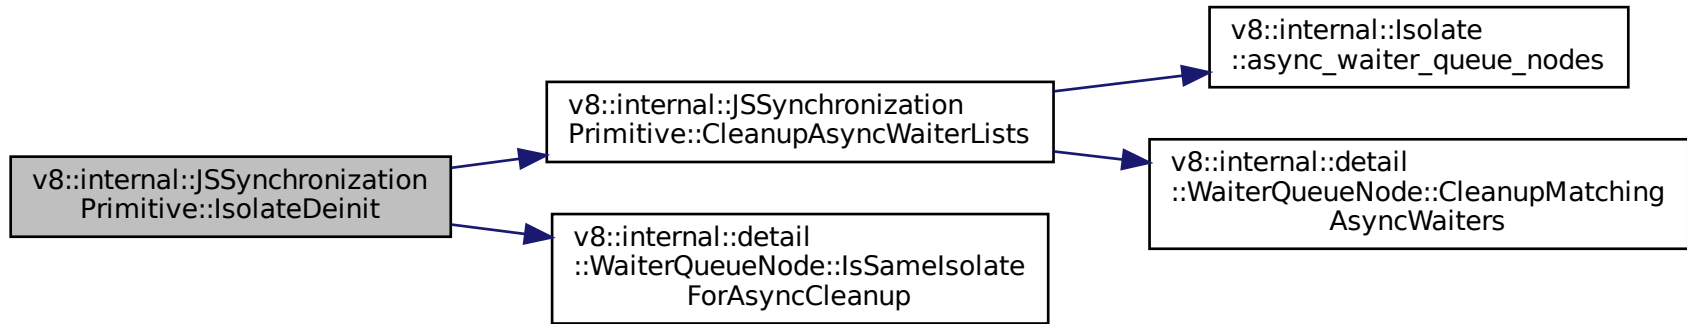 v8::internal::JSSynchronization
Primitive::IsolateDeinit
v8::internal::JSSynchronization
Primitive::CleanupAsyncWaiterLists
v8::internal::Isolate
::async_waiter_queue_nodes
v8::internal::detail
::WaiterQueueNode::CleanupMatching
AsyncWaiters
v8::internal::detail
::WaiterQueueNode::IsSameIsolate
ForAsyncCleanup